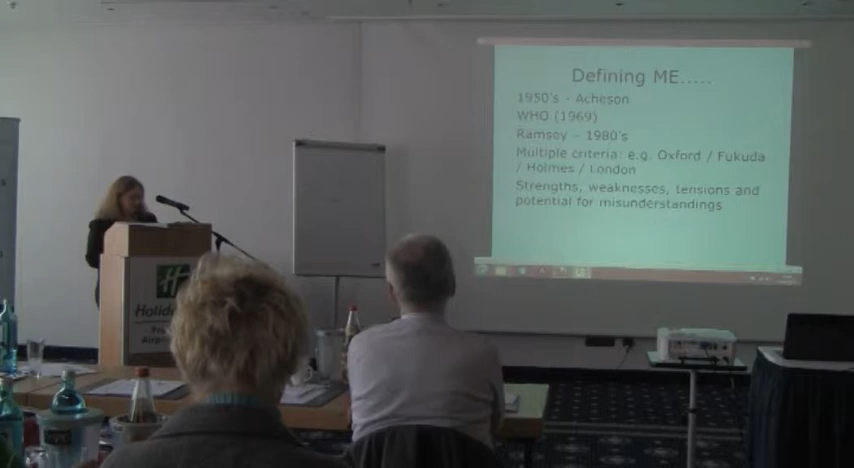 Defining ME.....
1950's - Acheson
WHO (1969)
Ramsey - 1980's
Multiple criteria: e.g. Oxford / Fukuda
/ Holmes / London
Strengths, weaknesses, tensions and
potential for misunderstandings
H
Holiday